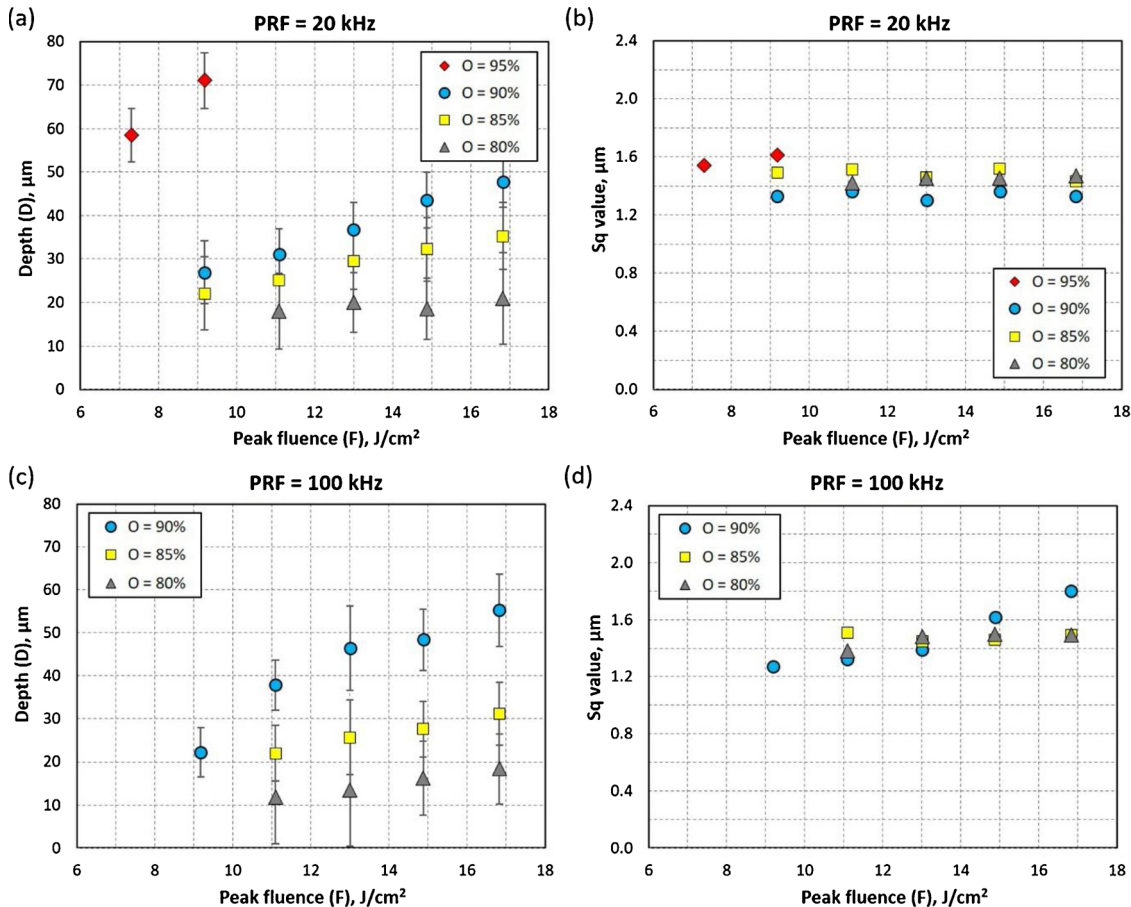 (a)
PRF = 20 kHz
80
70
60
50
40
30
20
10
0
Depth (D), µm
O = 95%
O = 90%
O = 85%
O = 80%
6 8 10 12 14 16 18
Peak fluence (F), J/cm²
(b)
PRF = 20 kHz
2.4
2.0
1.6
1.2
0.8
0.4
0.0
Sq value, µm
O = 95%
O = 90%
O = 85%
O = 80%
6 8 10 12 14 16 18
Peak fluence (F), J/cm²
(c)
PRF = 100 kHz
80
70
60
50
40
30
20
10
0
Depth (D), µm
O = 90%
O = 85%
O = 80%
6 8 10 12 14 16 18
Peak fluence (F), J/cm²
(d)
PRF = 100 kHz
2.4
2.0
1.6
1.2
0.8
0.4
0.0
Sq value, µm
O = 90%
O = 85%
O = 80%
6 8 10 12 14 16 18
Peak fluence (F), J/cm²